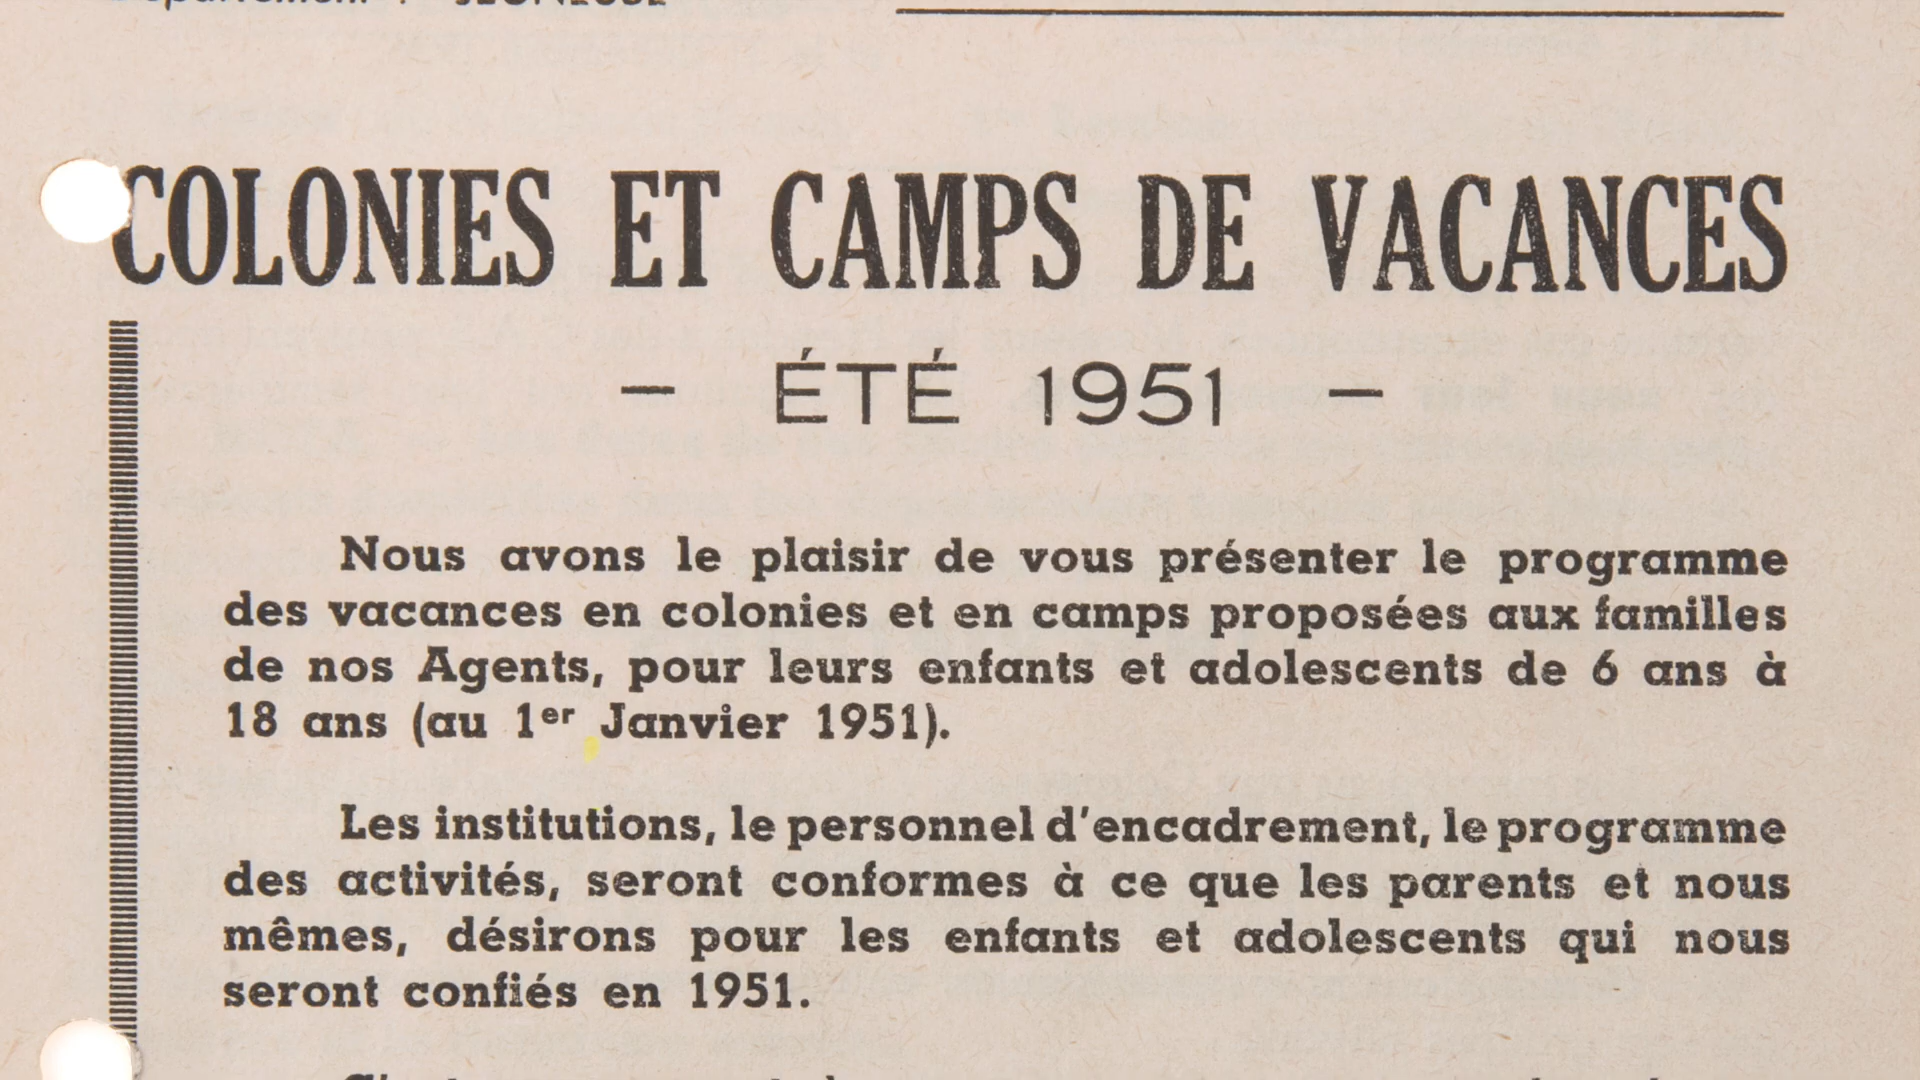 Département : JEUNESSE
COLONIES ET CAMPS DE VACANCES
— ÉTÉ 1951 —
Nous avons le plaisir de vous présenter le programme
des vacances en colonies et en camps proposées aux familles
de nos Agents, pour leurs enfants et adolescents de 6 ans à
18 ans (au 1er Janvier 1951).
Les institutions, le personnel d'encadrement, le programme
des activités, seront conformes à ce que les parents et nous
mêmes, désirons pour les enfants et adolescents qui nous
seront confiés en 1951.